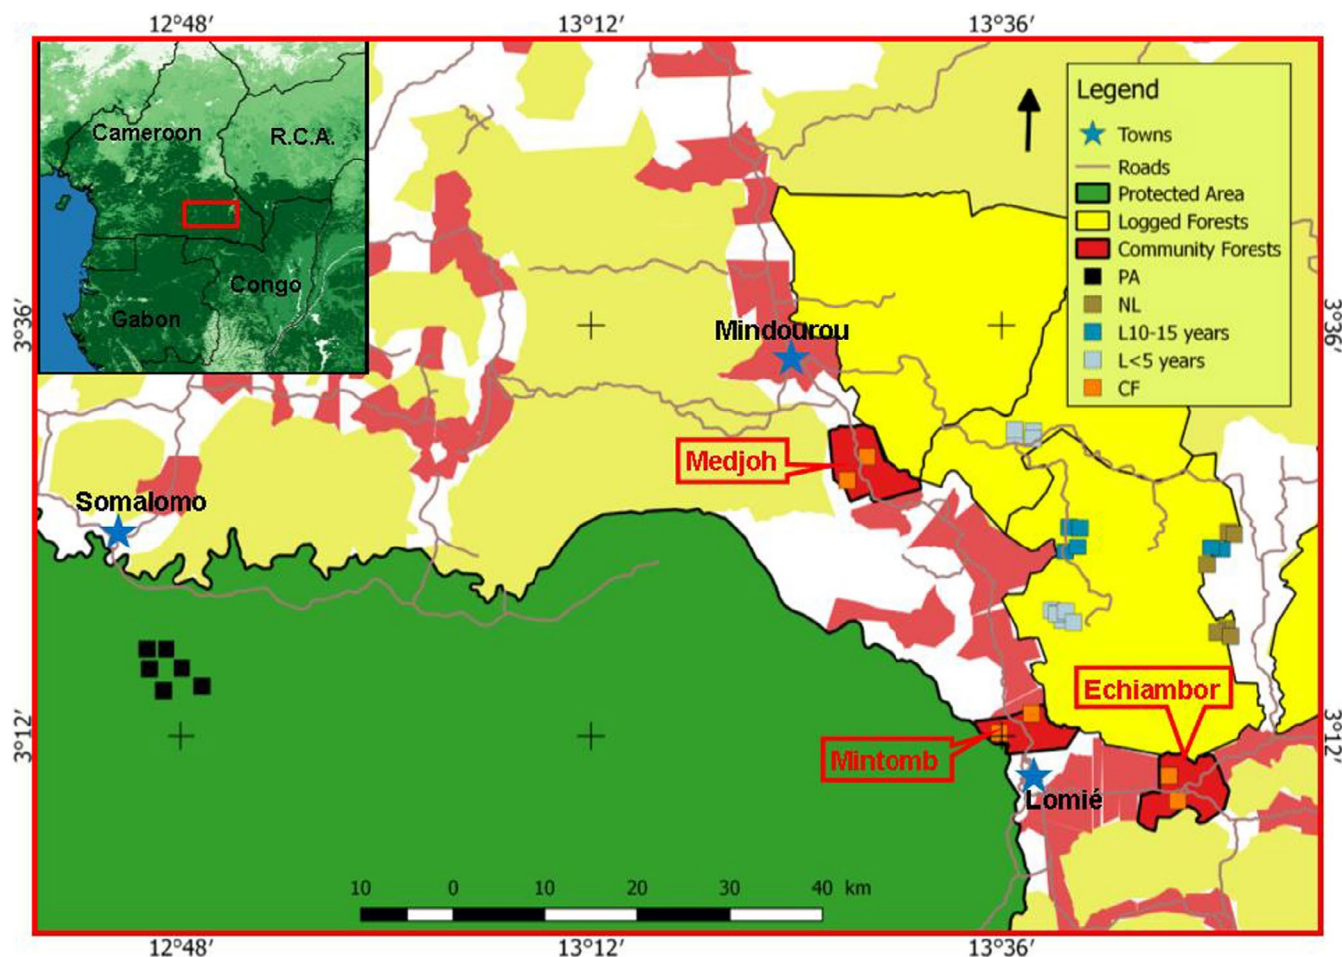 12°48′ 13°12′ 13°36′
Cameroon
R.C.A.
Congo
Gabon
Legend
Towns
Roads
Protected Area
Logged Forests
Community Forests
PA
NL
L10-15 years
L<5 years
CF
3°36′ 3°36′
Mindourou
Medjoh
Somalomo
Echiambor
3°12′ 3°12′
Mintomb
Lomié
10 0 10 20 30 40 km
12°48′ 13°12′ 13°36′